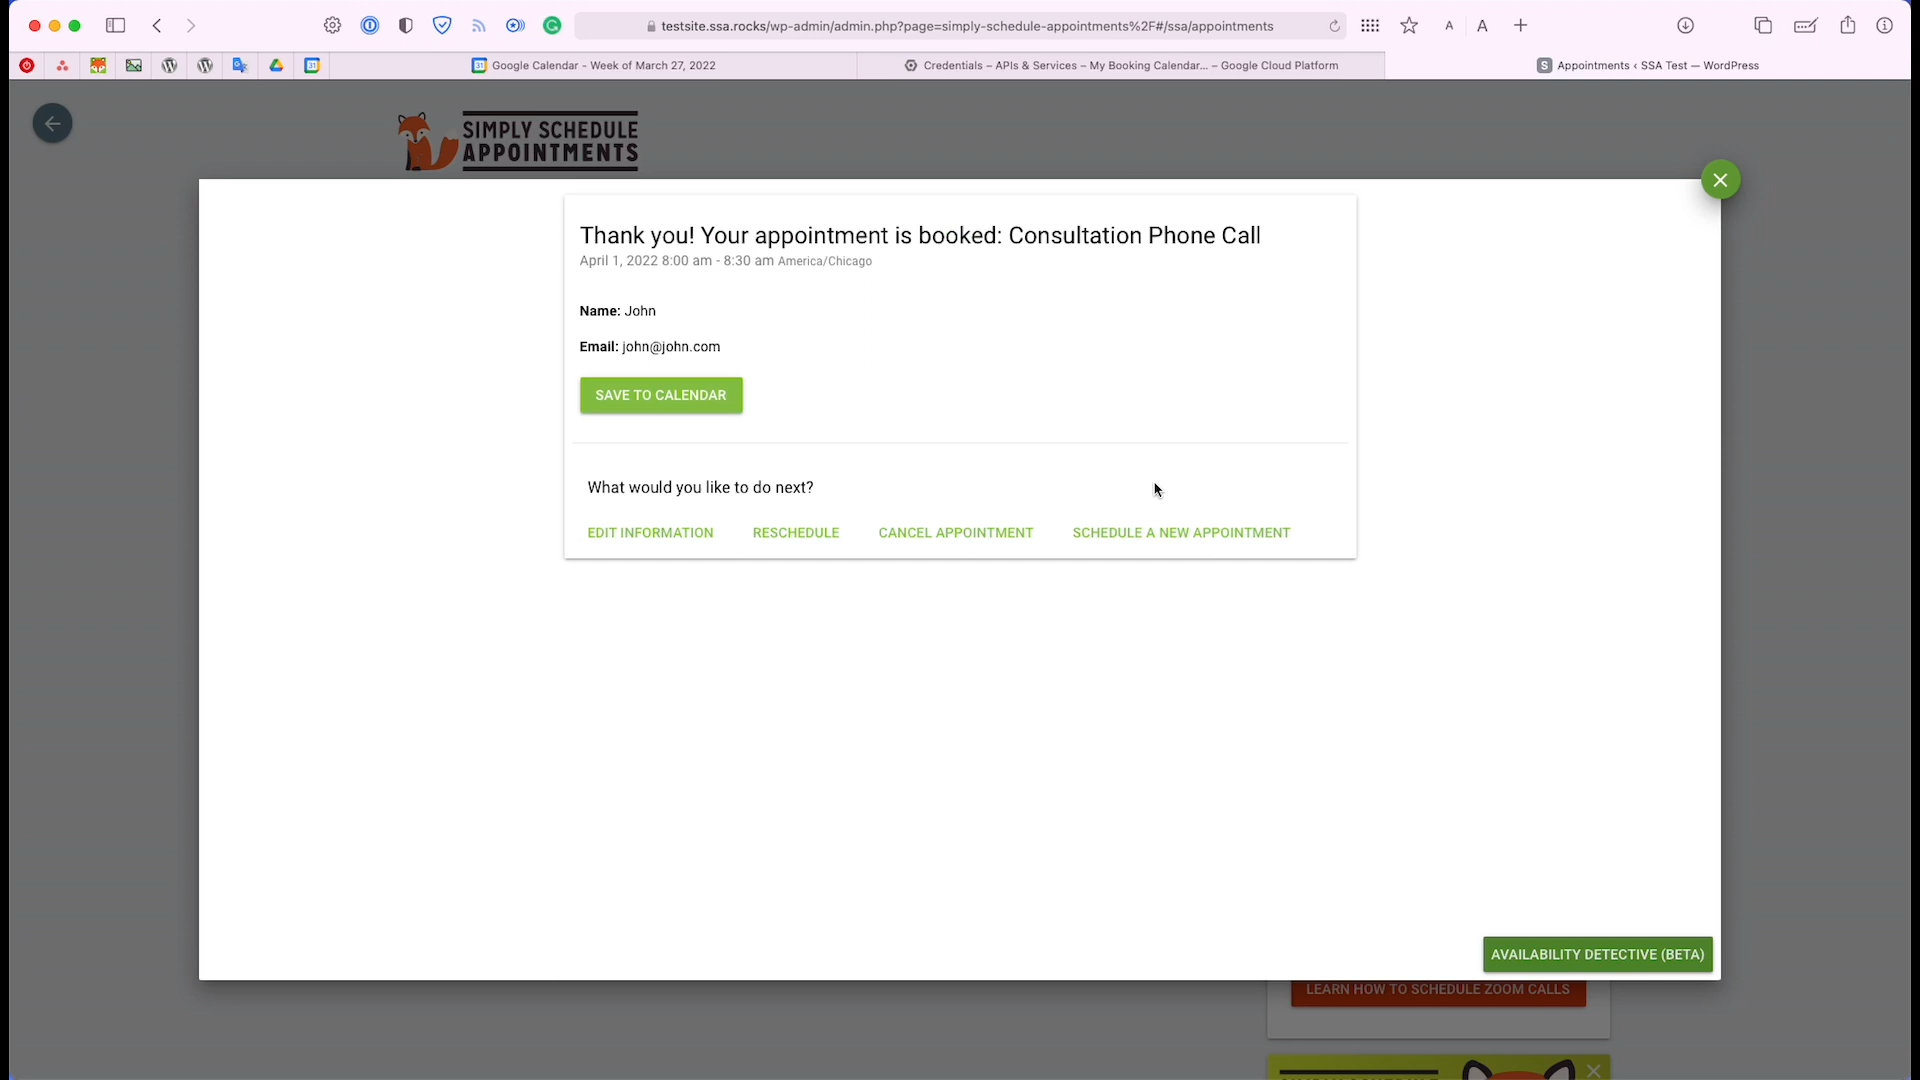 testsite.ssa.rocks/wp-admin/admin.php?page=simply-schedule-appointments%2F#/ssa/appointments
A A
31 Google Calendar - Week of March 27, 2022
Credentials – APIs & Services – My Booking Calendar... – Google Cloud Platform
S Appointments ‹ SSA Test — WordPress
SIMPLY SCHEDULE
APPOINTMENTS
Thank you! Your appointment is booked: Consultation Phone Call
April 1, 2022 8:00 am - 8:30 am America/Chicago
Name: John
Email: john@john.com
SAVE TO CALENDAR
What would you like to do next?
EDIT INFORMATION RESCHEDULE CANCEL APPOINTMENT SCHEDULE A NEW APPOINTMENT
AVAILABILITY DETECTIVE (BETA)
LEARN HOW TO SCHEDULE ZOOM CALLS